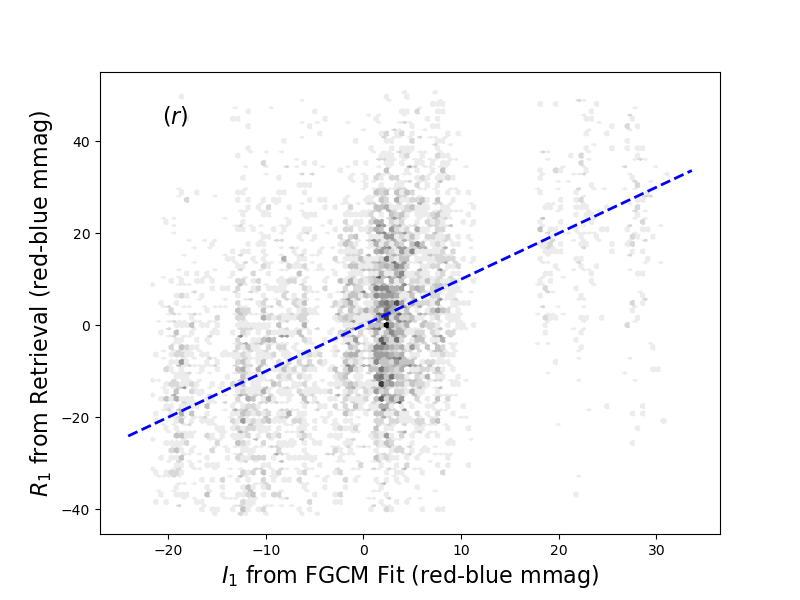 (r)
40
20
0
−20
−40
R₁ from Retrieval (red-blue mmag)
−20 −10 0 10 20 30
I₁ from FGCM Fit (red-blue mmag)